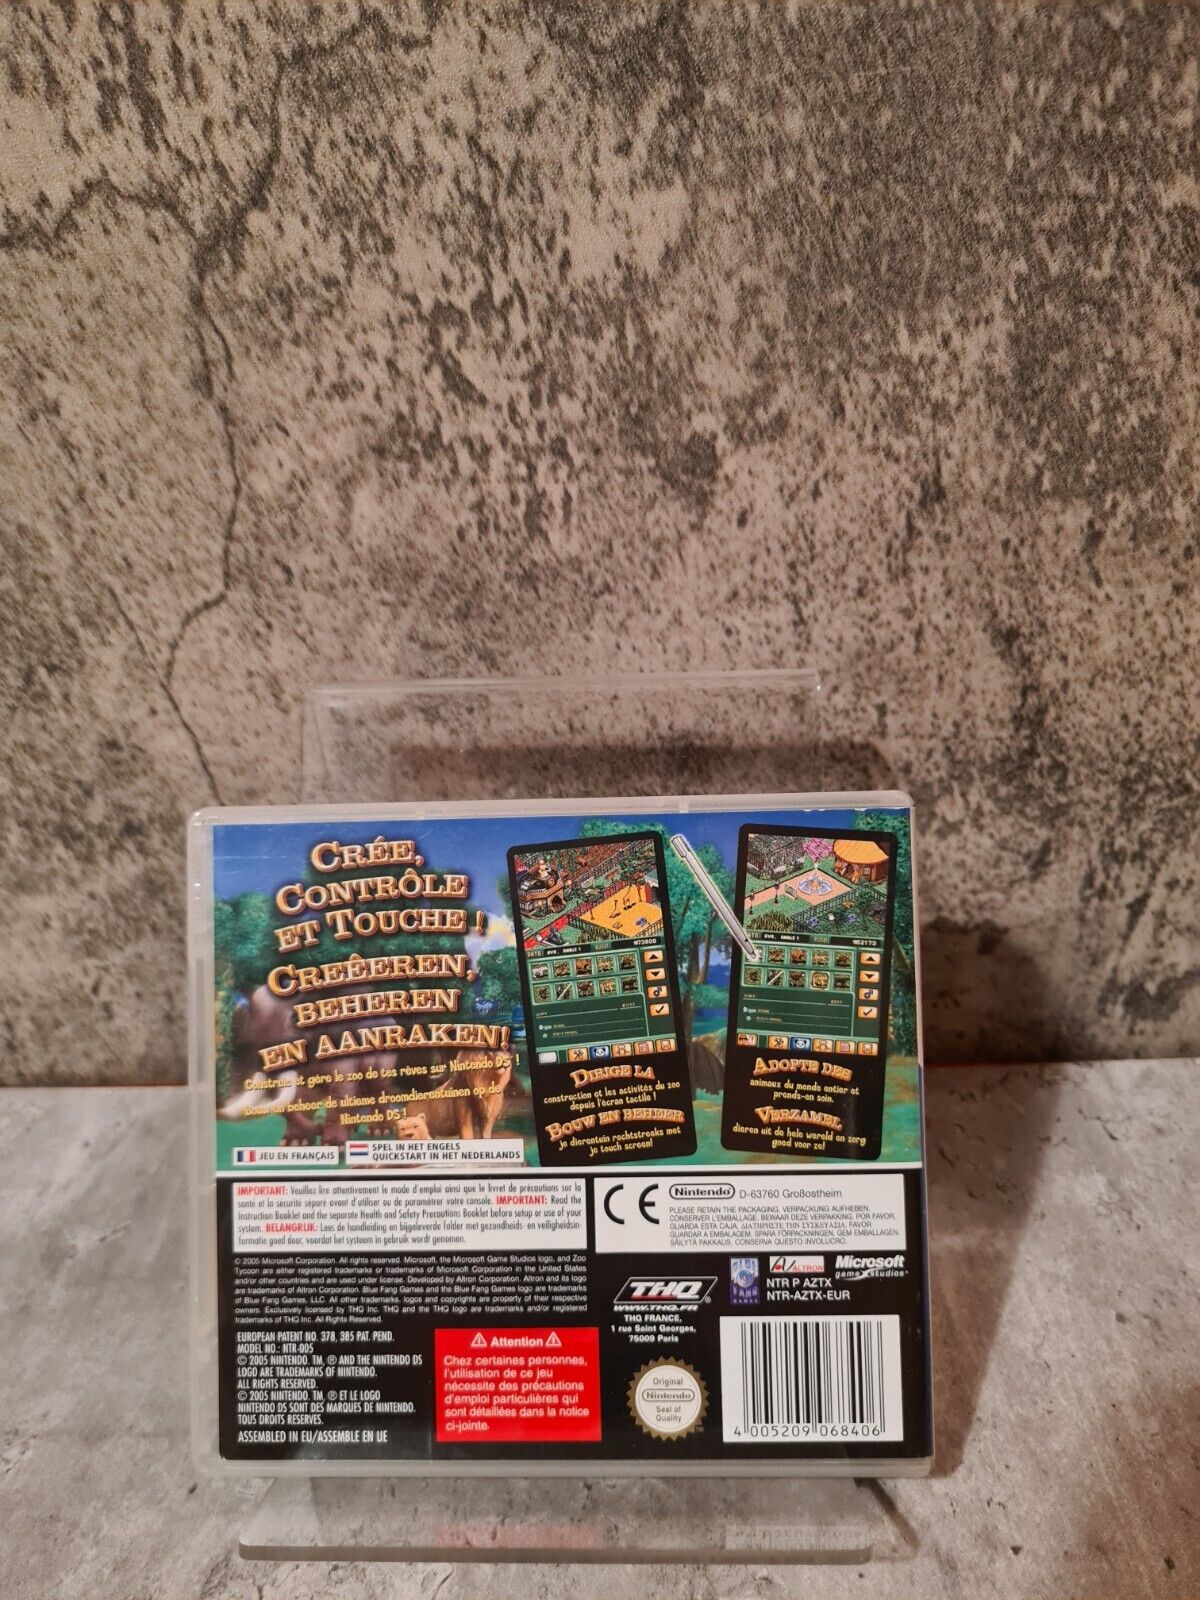 CRÉE,
CONTRÔLE
ET TOUCHE !
CREËEREN,
BEHEREN
EN AANRAKEN!
Construis et gère le zoo de tes rêves sur Nintendo DS !
Bouw en beheer de ultieme droomdierentuinen op de
Nintendo DS !
JEU EN FRANÇAIS
SPEL IN HET ENGELS
QUICKSTART IN HET NEDERLANDS
DIRIGE LA
construction et les activités du zoo
depuis l'écran tactile !
BOUW EN BEHEER
je dierentuin rechtstreeks met
je touch screen!
ADOPTE DES
animaux du monde entier et
prends-en soin.
VERZAMEL
dieren uit de hele wereld en zorg
goed voor ze!
IMPORTANT: Veuillez lire attentivement le mode d'emploi ainsi que le livret de précautions sur la
santé et la sécurité séparé avant d'utiliser ou de paramétrer votre console. IMPORTANT: Read the
Instruction Booklet and the separate Health and Safety Precautions Booklet before setup or use of your
system. BELANGRIJK: Lees de handleiding en bijgeleverde folder met gezondheids- en veiligheidsin-
formatie goed door, voordat het systeem in gebruik wordt genomen.
CE
Nintendo D-63760 Großostheim
PLEASE RETAIN THE PACKAGING. VERPACKUNG AUFHEBEN.
CONSERVER L'EMBALLAGE. BEWAAR DEZE VERPAKKING. POR FAVOR,
GUARDA ESTA CAJA. ΔΙΑΤΗΡΗΣΤΕ ΤΗΝ ΣΥΣΚΕΥΑΣΙΑ. FAVOR
GUARDAR A EMBALAGEM. SPARA FÖRPACKNINGEN. GEM EMBALLAGEN.
SÄILYTÄ PAKKAUS. CONSERVA QUESTO INVOLUCRO.
© 2005 Microsoft Corporation. All rights reserved. Microsoft, the Microsoft Game Studios logo, and Zoo
Tycoon are either registered trademarks or trademarks of Microsoft Corporation in the United States
and/or other countries and are used under license. Developed by Altron Corporation. Altron and its logo
are trademarks of Altron Corporation. Blue Fang Games and the Blue Fang Games logo are trademarks
of Blue Fang Games, LLC. All other trademarks, logos and copyrights are property of their respective
owners. Exclusively licensed by THQ Inc. THQ and the THQ logo are trademarks and/or registered
trademarks of THQ Inc. All Rights Reserved.
EUROPEAN PATENT NO. 378, 385 PAT. PEND.
MODEL NO.: NTR-005
© 2005 NINTENDO. TM, ® AND THE NINTENDO DS
LOGO ARE TRADEMARKS OF NINTENDO.
ALL RIGHTS RESERVED.
© 2005 NINTENDO. TM, ® ET LE LOGO
NINTENDO DS SONT DES MARQUES DE NINTENDO.
TOUS DROITS RESERVES.
ASSEMBLED IN EU/ASSEMBLE EN UE
Attention
Chez certaines personnes,
l'utilisation de ce jeu
nécessite des précautions
d'emploi particulières qui
sont détaillées dans la notice
ci-jointe.
THQ
WWW.THQ.FR
THQ FRANCE,
1 rue Saint Georges,
75009 Paris
BLUE
FANG
GAMES
ALTRON
Microsoft
game studios
NTR P AZTX
NTR-AZTX-EUR
Original
Nintendo
Seal of
Quality
4 005209 068406